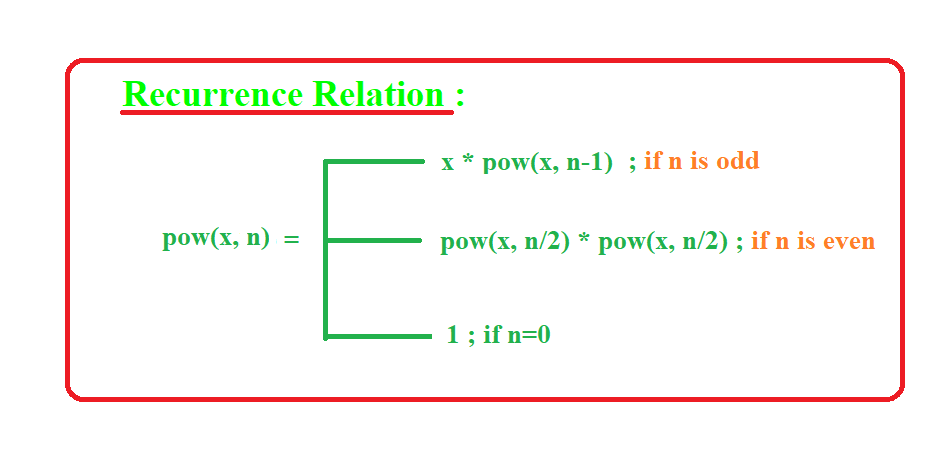 Recurrence Relation :
x * pow(x, n-1) ; if n is odd
pow(x, n) =
pow(x, n/2) * pow(x, n/2) ; if n is even
1 ; if n=0